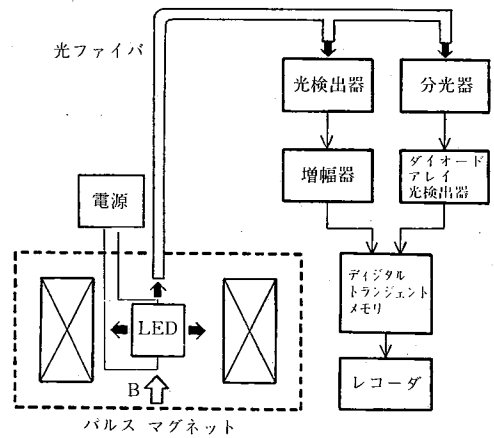 光ファイバ
光検出器
分光器
増幅器
ダイオード
アレイ
光検出器
電源
ディジタル
トランジェント
メモリ
LED
B
レコーダ
パルス マグネット